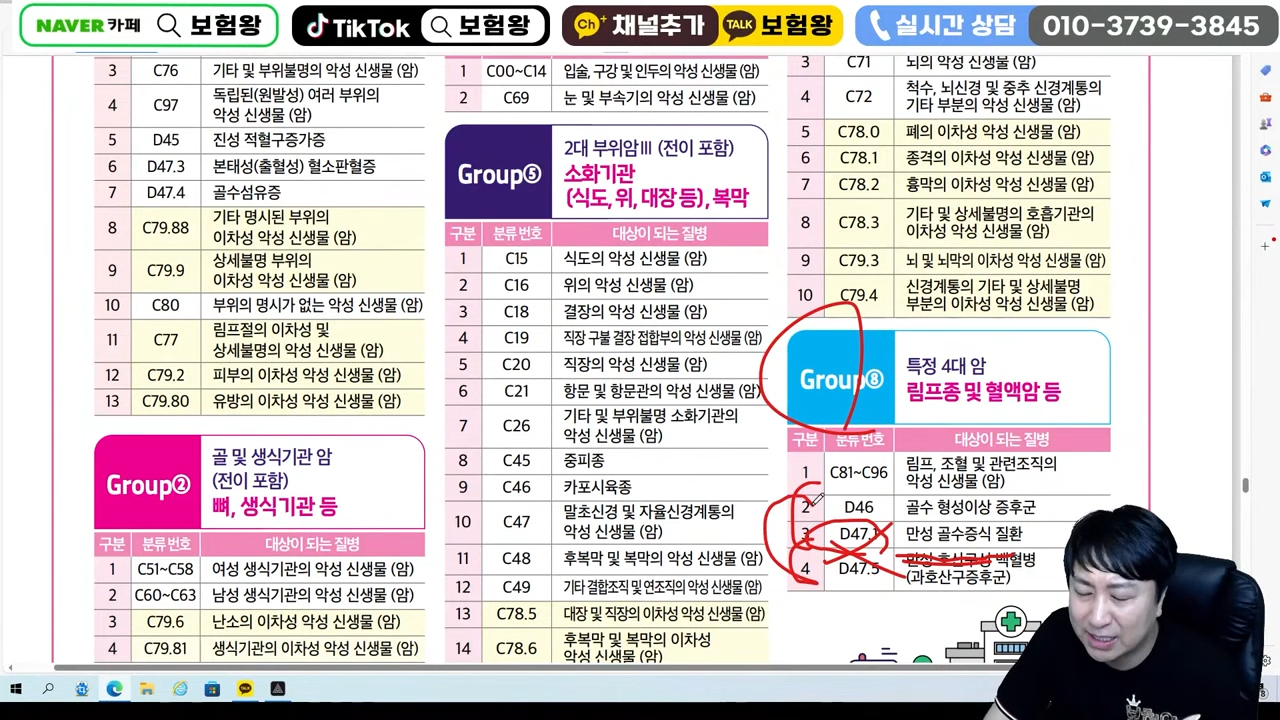 NAVER 카페 보험왕
TikTok 보험왕
Ch+ 채널추가 TALK 보험왕
실시간 상담 010-3739-3845
3 C76 기타 및 부위불명의 악성 신생물 (암)
4 C97 독립된(원발성) 여러 부위의
악성 신생물 (암)
5 D45 진성 적혈구증가증
6 D47.3 본태성(출혈성) 혈소판혈증
7 D47.4 골수섬유증
8 C79.88 기타 명시된 부위의
이차성 악성 신생물 (암)
9 C79.9 상세불명 부위의
이차성 악성 신생물 (암)
10 C80 부위의 명시가 없는 악성 신생물 (암)
11 C77 림프절의 이차성 및
상세불명의 악성 신생물 (암)
12 C79.2 피부의 이차성 악성 신생물 (암)
13 C79.80 유방의 이차성 악성 신생물 (암)
Group②
골 및 생식기관 암
(전이 포함)
뼈, 생식기관 등
구분 분류 번호 대상이 되는 질병
1 C51~C58 여성 생식기관의 악성 신생물 (암)
2 C60~C63 남성 생식기관의 악성 신생물 (암)
3 C79.6 난소의 이차성 악성 신생물 (암)
4 C79.81 생식기관의 이차성 악성 신생물 (암)
1 C00~C14 입술, 구강 및 인두의 악성 신생물 (암)
2 C69 눈 및 부속기의 악성 신생물 (암)
Group⑤
2대 부위암Ⅲ (전이 포함)
소화기관
(식도, 위, 대장 등), 복막
구분 분류 번호 대상이 되는 질병
1 C15 식도의 악성 신생물 (암)
2 C16 위의 악성 신생물 (암)
3 C18 결장의 악성 신생물 (암)
4 C19 직장 구불 결장 접합부의 악성 신생물 (암)
5 C20 직장의 악성 신생물 (암)
6 C21 항문 및 항문관의 악성 신생물 (암)
7 C26 기타 및 부위불명 소화기관의
악성 신생물 (암)
8 C45 중피종
9 C46 카포시육종
10 C47 말초신경 및 자율신경계통의
악성 신생물 (암)
11 C48 후복막 및 복막의 악성 신생물 (암)
12 C49 기타 결합조직 및 연조직의 악성 신생물 (암)
13 C78.5 대장 및 직장의 이차성 악성 신생물 (암)
14 C78.6 후복막 및 복막의 이차성
악성 신생물 (암)
3 C71 뇌의 악성 신생물 (암)
4 C72 척수, 뇌신경 및 중추 신경계통의
기타 부분의 악성 신생물 (암)
5 C78.0 폐의 이차성 악성 신생물 (암)
6 C78.1 종격의 이차성 악성 신생물 (암)
7 C78.2 흉막의 이차성 악성 신생물 (암)
8 C78.3 기타 및 상세불명의 호흡기관의
이차성 악성 신생물 (암)
9 C79.3 뇌 및 뇌막의 이차성 악성 신생물 (암)
10 C79.4 신경계통의 기타 및 상세불명
부분의 이차성 악성 신생물 (암)
Group⑧
특정 4대 암
림프종 및 혈액암 등
구분 분류 번호 대상이 되는 질병
1 C81~C96 림프, 조혈 및 관련조직의
악성 신생물 (암)
2 D46 골수 형성이상 증후군
3 D47.1 만성 골수증식 질환
4 D47.5 만성 호산구성 백혈병
(과호산구증후군)